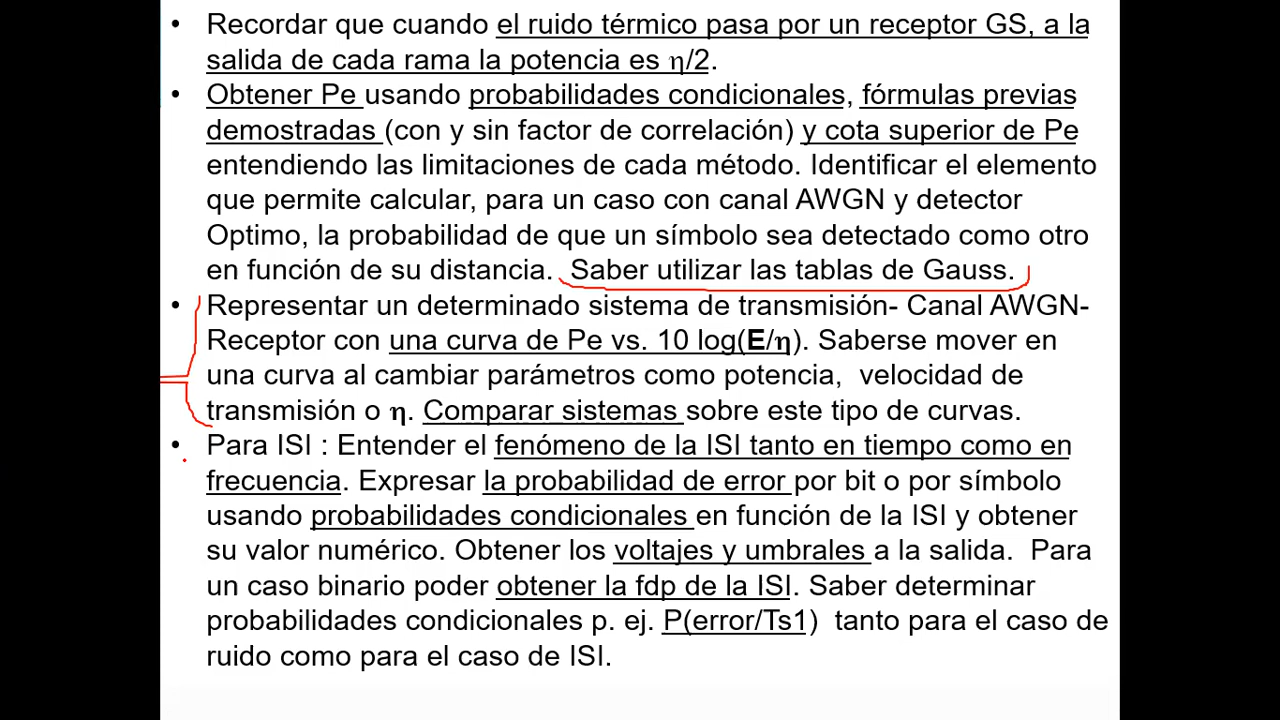 • Recordar que cuando el ruido térmico pasa por un receptor GS, a la
salida de cada rama la potencia es η/2.
• Obtener Pe usando probabilidades condicionales, fórmulas previas
demostradas (con y sin factor de correlación) y cota superior de Pe
entendiendo las limitaciones de cada método. Identificar el elemento
que permite calcular, para un caso con canal AWGN y detector
Optimo, la probabilidad de que un símbolo sea detectado como otro
en función de su distancia. Saber utilizar las tablas de Gauss.
• Representar un determinado sistema de transmisión- Canal AWGN-
Receptor con una curva de Pe vs. 10 log(E/η). Saberse mover en
una curva al cambiar parámetros como potencia, velocidad de
transmisión o η. Comparar sistemas sobre este tipo de curvas.
• Para ISI : Entender el fenómeno de la ISI tanto en tiempo como en
frecuencia. Expresar la probabilidad de error por bit o por símbolo
usando probabilidades condicionales en función de la ISI y obtener
su valor numérico. Obtener los voltajes y umbrales a la salida. Para
un caso binario poder obtener la fdp de la ISI. Saber determinar
probabilidades condicionales p. ej. P(error/Ts1) tanto para el caso de
ruido como para el caso de ISI.